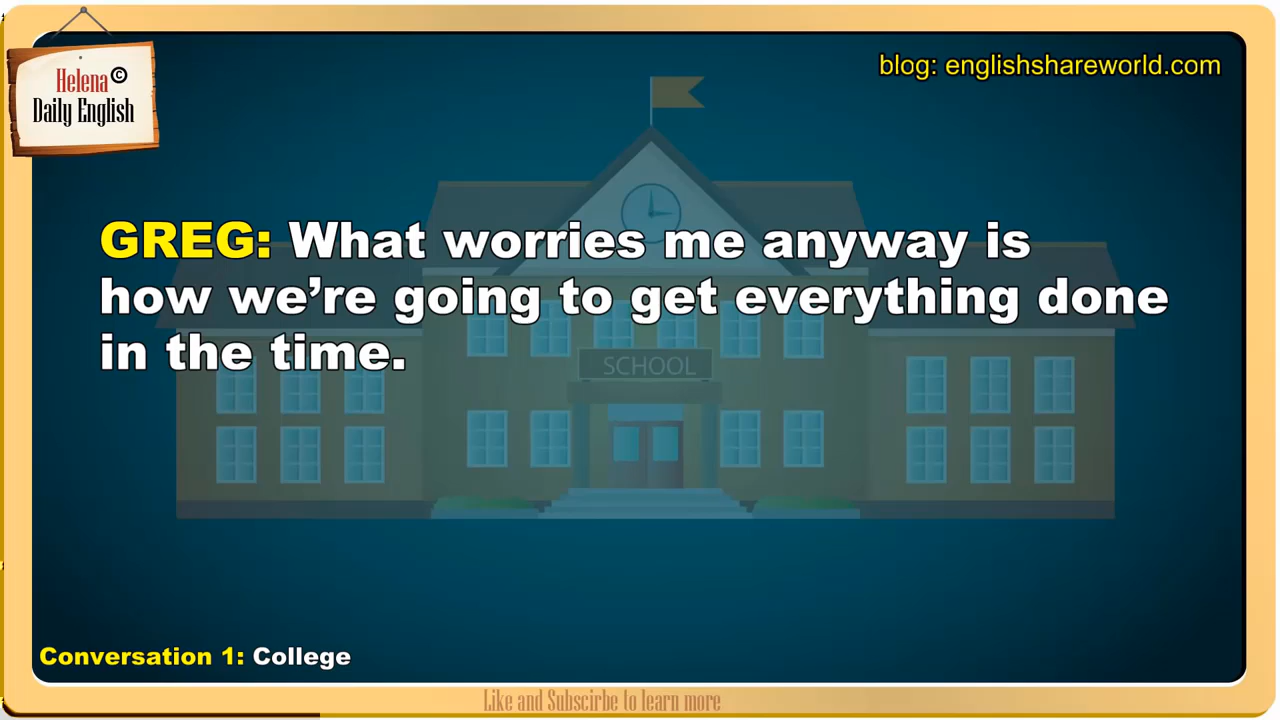 Helena©
Daily English
blog: englishshareworld.com
GREG: What worries me anyway is
how we’re going to get everything done
in the time.
SCHOOL
Conversation 1: College
Like and Subscirbe to learn more